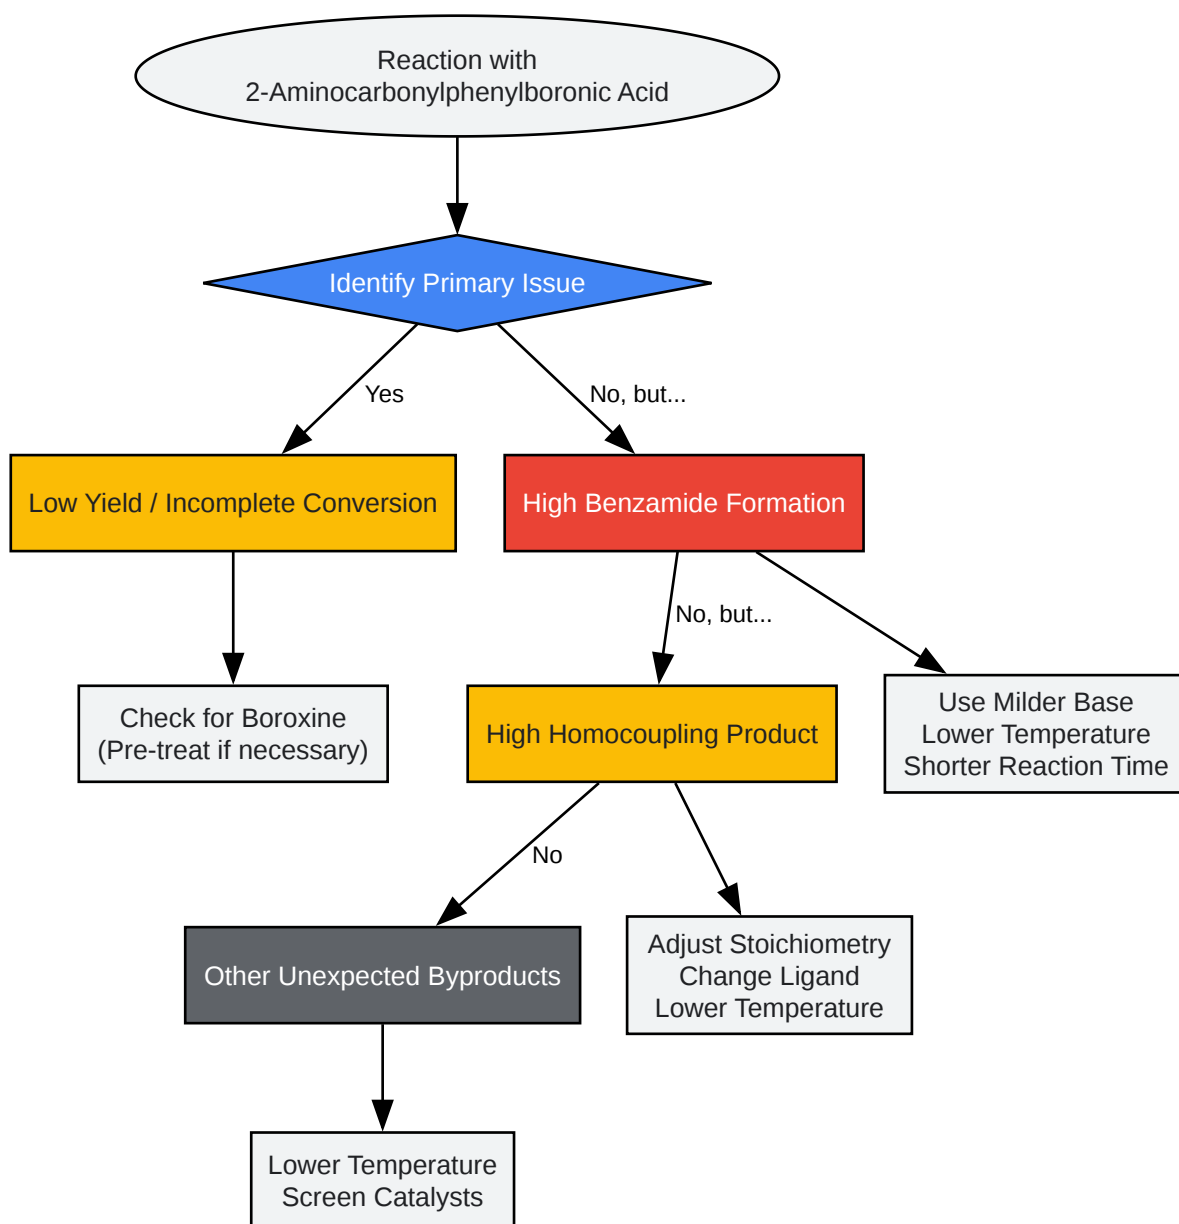 Reaction with
2-Aminocarbonylphenylboronic Acid
Identify Primary Issue
Yes
No, but...
Low Yield / Incomplete Conversion
High Benzamide Formation
No, but...
Check for Boroxine
(Pre-treat if necessary)
High Homocoupling Product
Use Milder Base
Lower Temperature
Shorter Reaction Time
No
Other Unexpected Byproducts
Adjust Stoichiometry
Change Ligand
Lower Temperature
Lower Temperature
Screen Catalysts